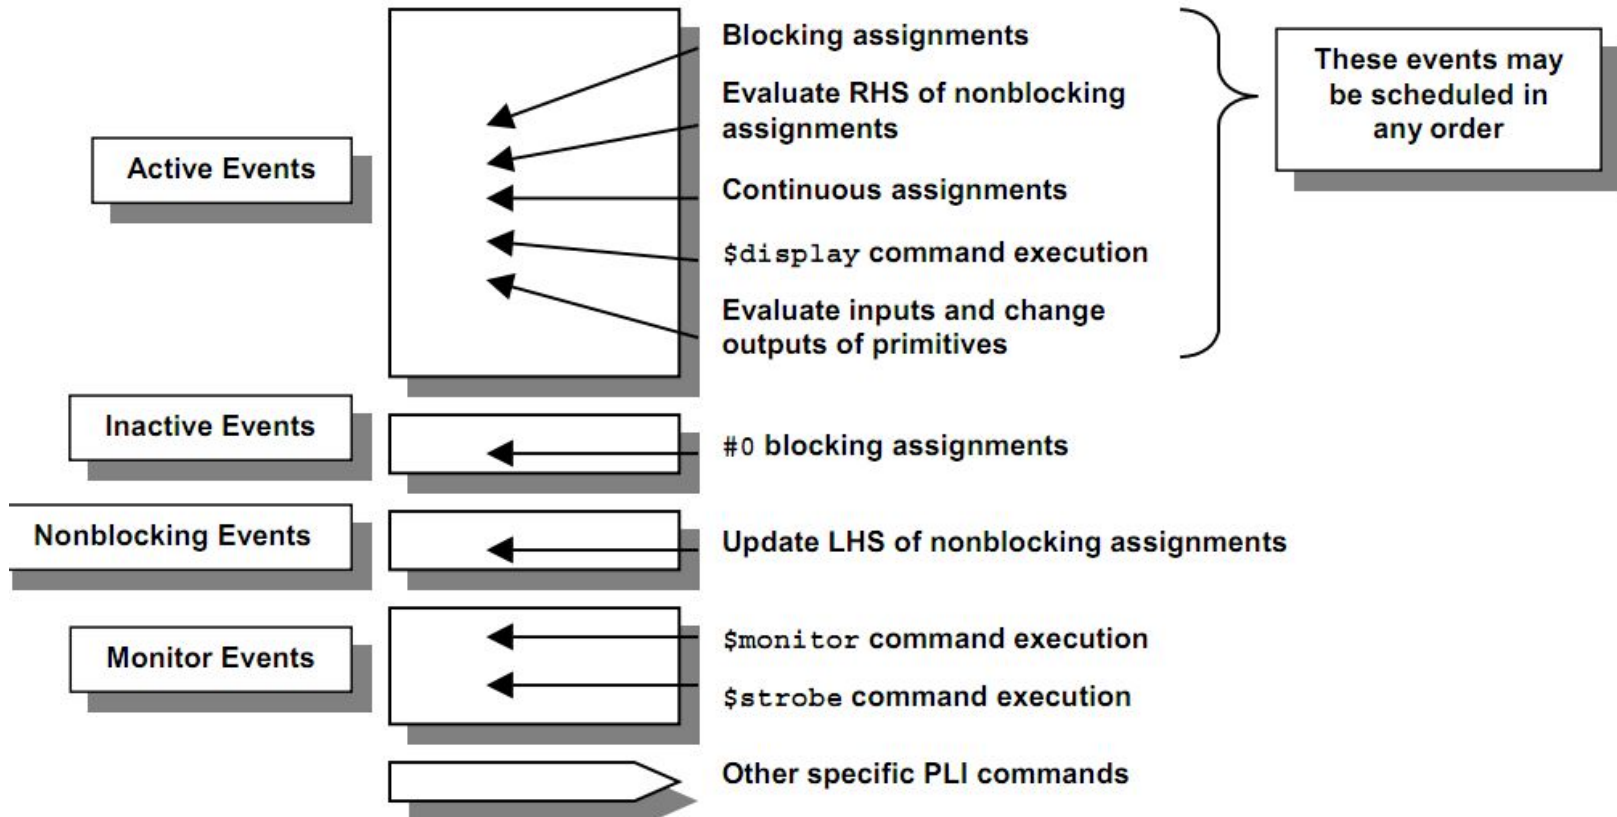 Blocking assignments
Evaluate RHS of nonblocking
assignments
Continuous assignments
$display command execution
Evaluate inputs and change
outputs of primitives
These events may
be scheduled in
any order
Active Events
Inactive Events
#0 blocking assignments
Nonblocking Events
Update LHS of nonblocking assignments
Monitor Events
$monitor command execution
$strobe command execution
Other specific PLI commands